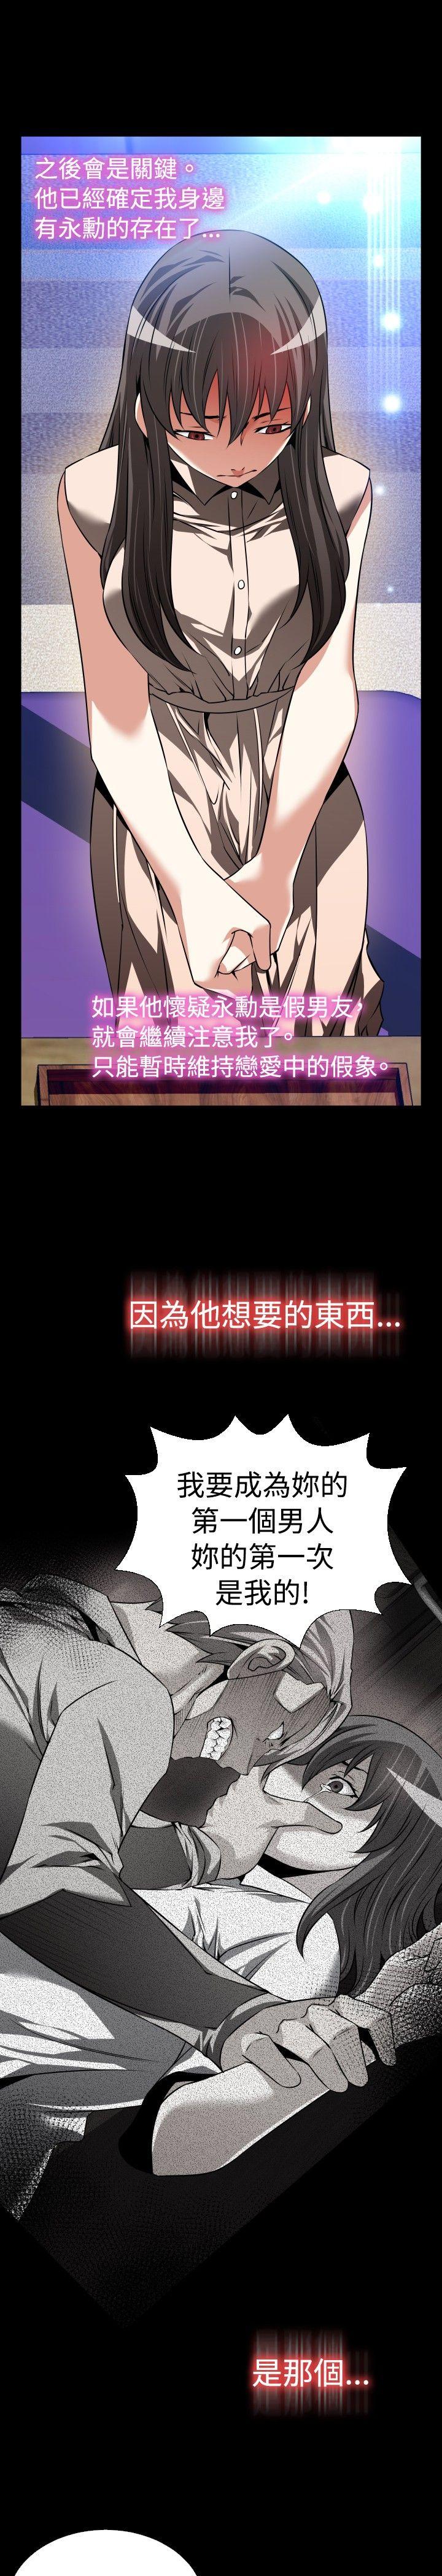 之後會是關鍵。
他已經確定我身邊
有永勳的存在了...
如果他懷疑永勳是假男友，
就會繼續注意我了。
只能暫時維持戀愛中的假象。
因為他想要的東西...
我要成為妳的
第一個男人
妳的第一次
是我的!
是那個...